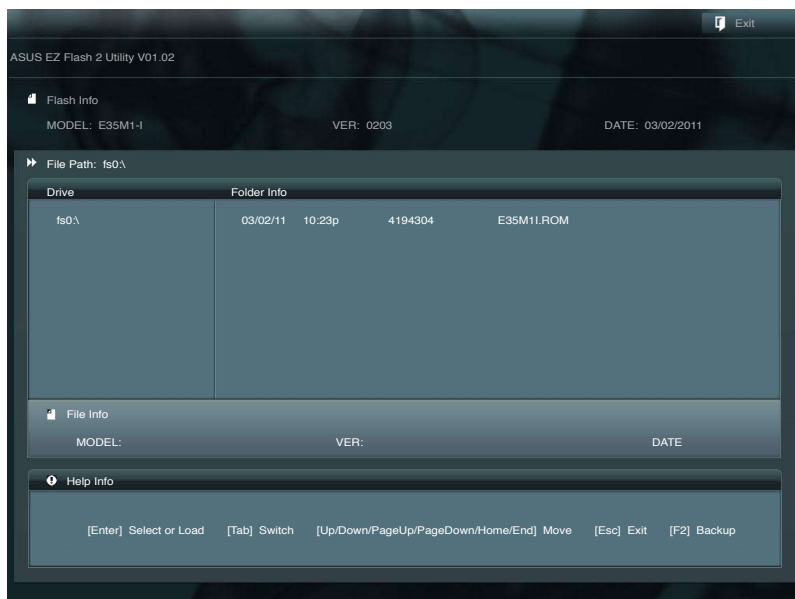 Exit
ASUS EZ Flash 2 Utility V01.02
Flash Info
MODEL: E35M1-I VER: 0203 DATE: 03/02/2011
File Path: fs0:\
Drive Folder Info
fs0:\ 03/02/11 10:23p 4194304 E35M1I.ROM
File Info
MODEL: VER: DATE
Help Info
[Enter] Select or Load [Tab] Switch [Up/Down/PageUp/PageDown/Home/End] Move [Esc] Exit [F2] Backup